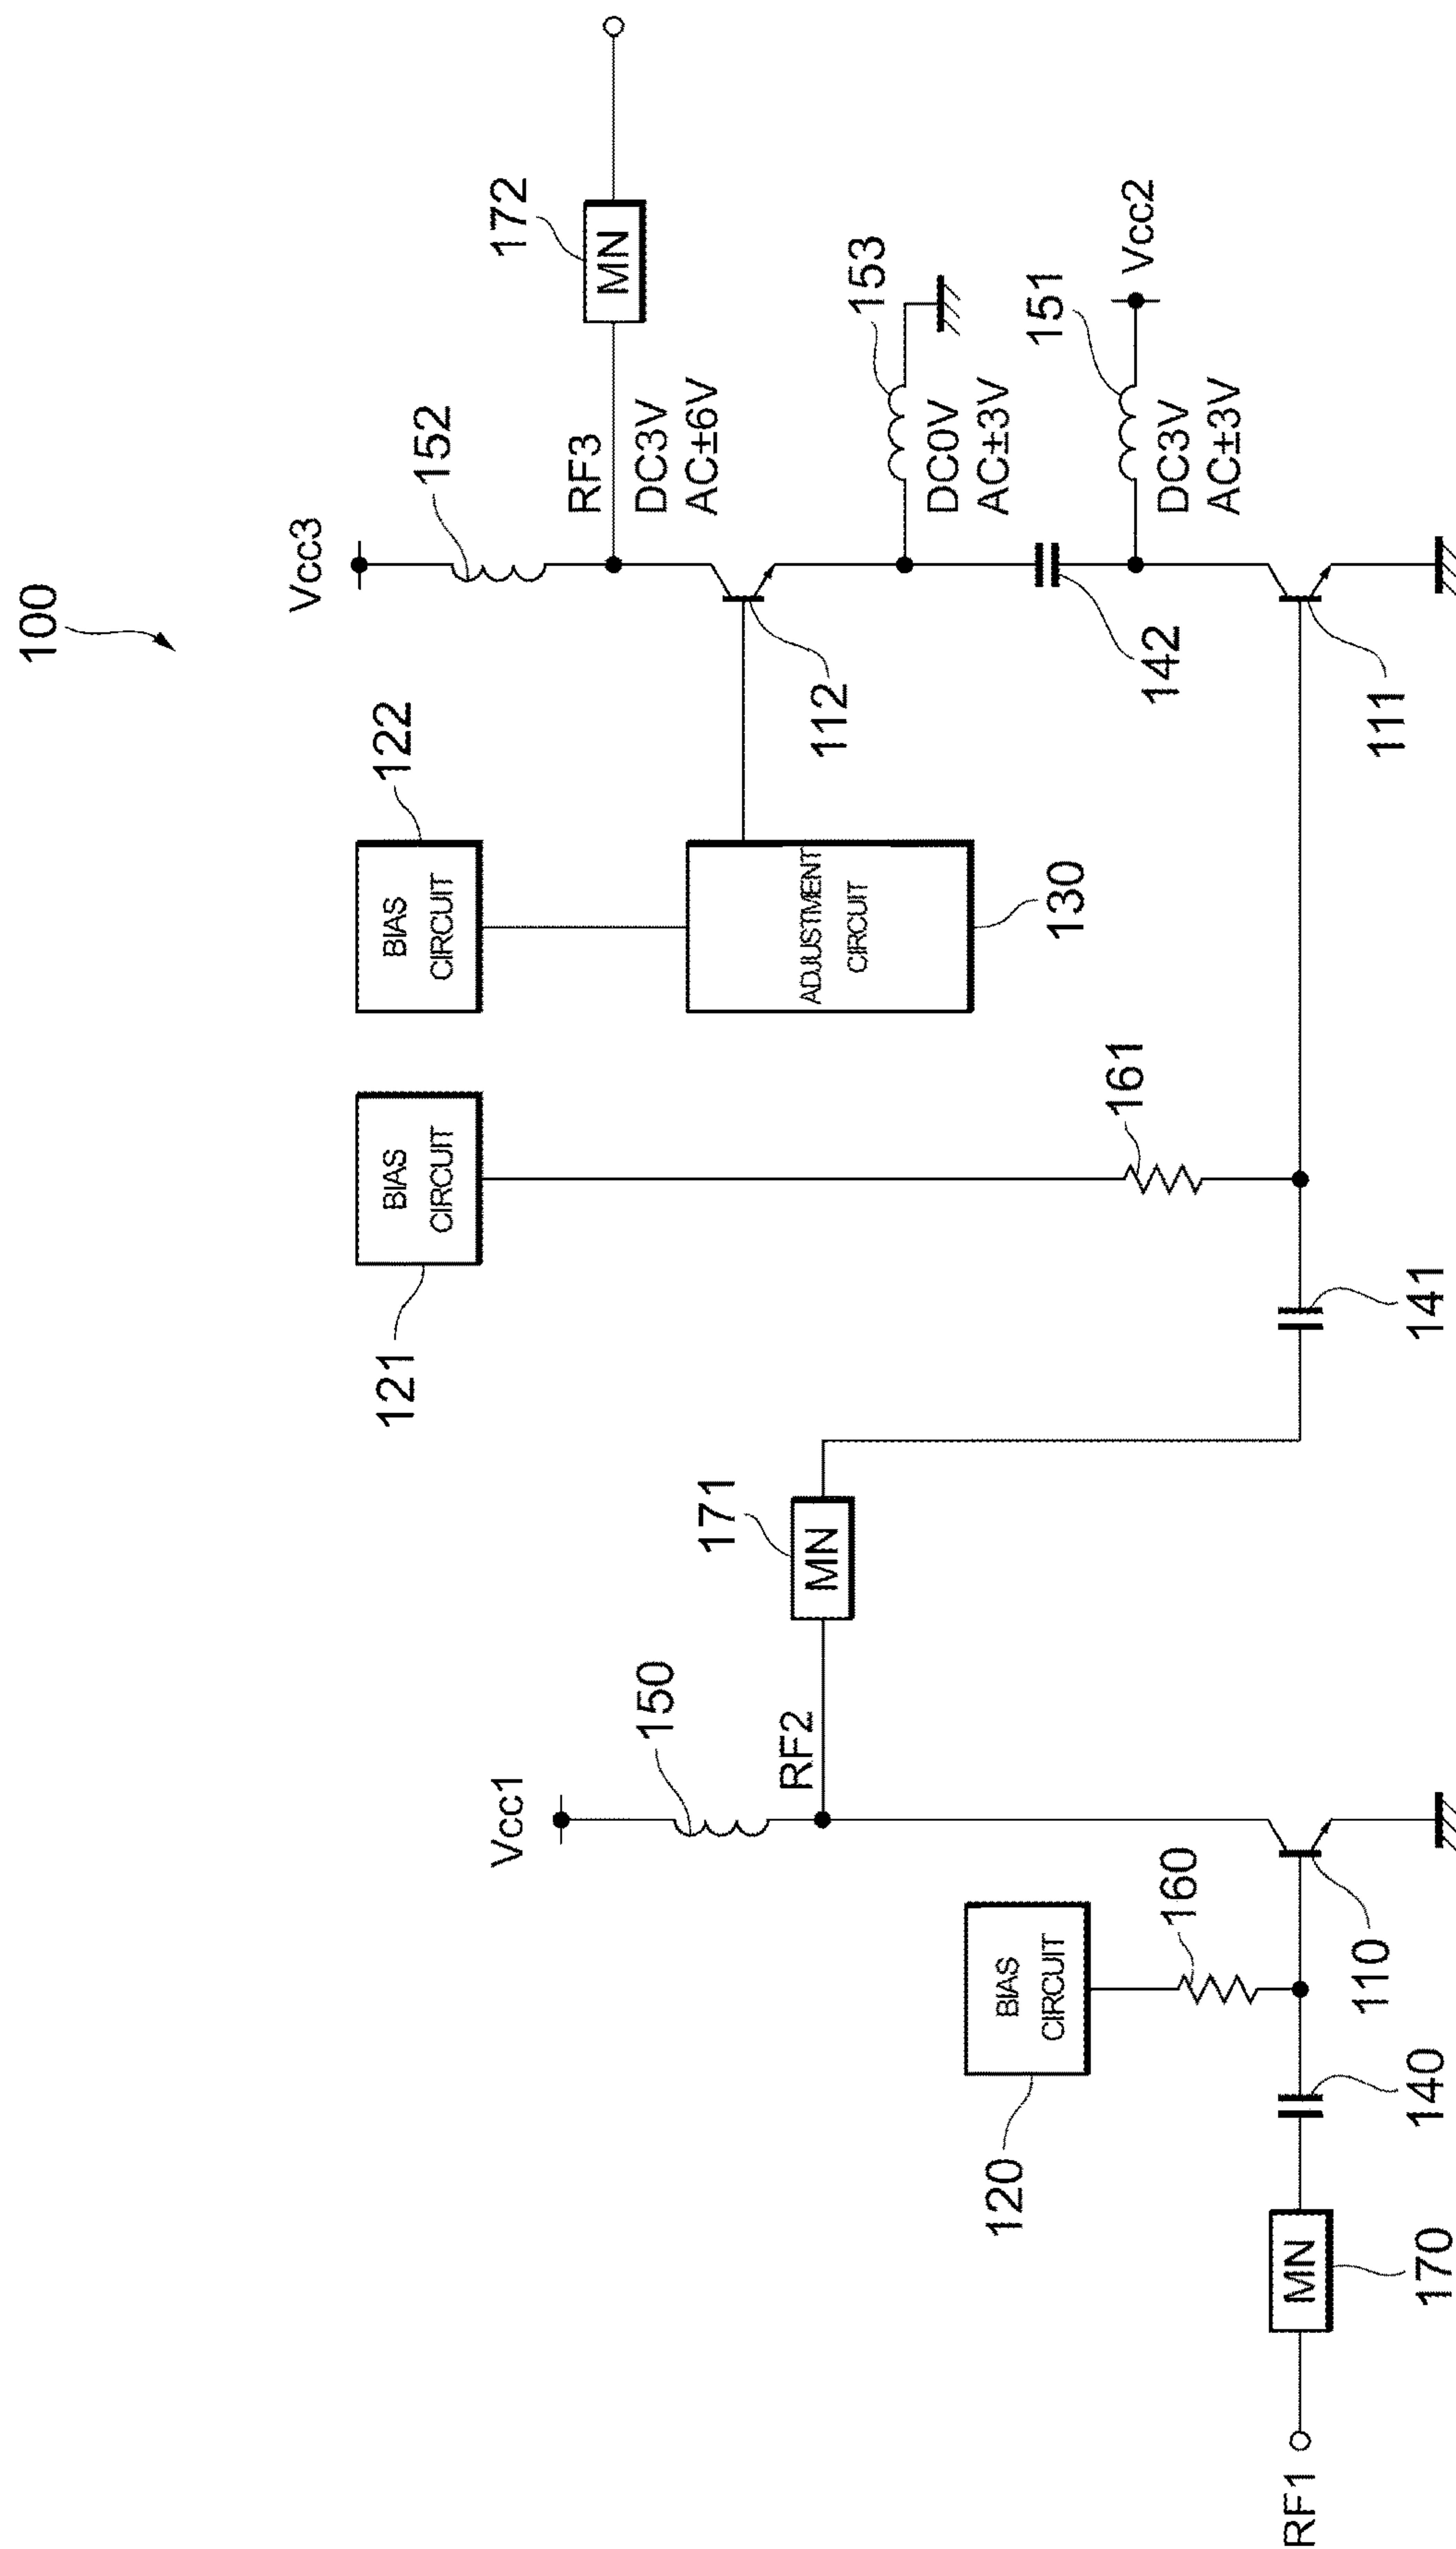 100
Vcc3
152
RF3
DC3V
AC±6V
172
MN
122
BIAS
CIRCUIT
121
BIAS
CIRCUIT
ADJUSTMENT
CIRCUIT
130
112
153
DC0V
AC±3V
142
Vcc2
151
DC3V
AC±3V
111
161
141
171
MN
Vcc1
150
RF2
BIAS
CIRCUIT
120
160
110
140
MN
170
RF1